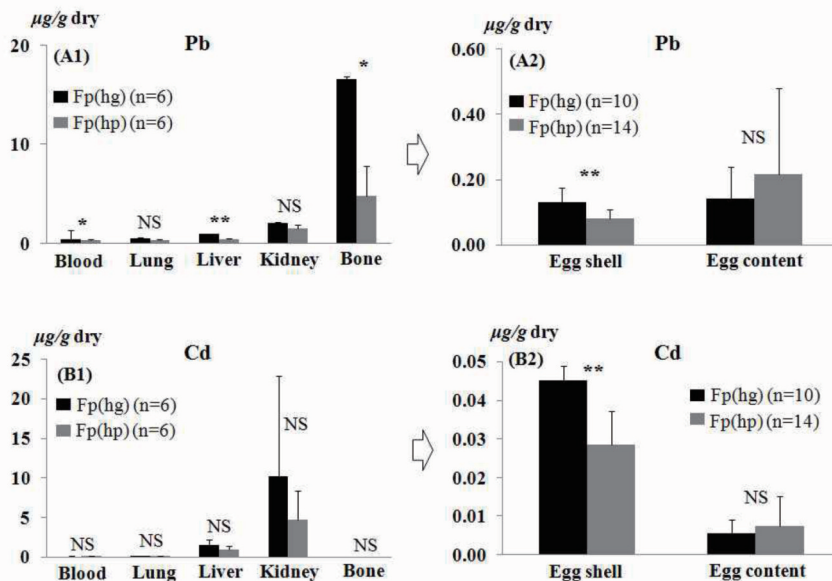 µg/g dry
Pb
(A1)
20
Fp(hg) (n=6)
Fp(hp) (n=6)
10
0
*
NS
**
NS
*
Blood Lung Liver Kidney Bone
µg/g dry
Pb
(A2)
0.60
Fp(hg) (n=10)
Fp(hp) (n=14)
0.40
0.20
0.00
**
NS
Egg shell Egg content
µg/g dry
Cd
(B1)
25
Fp(hg) (n=6)
Fp(hp) (n=6)
20
15
10
5
0
NS
NS
NS
NS
NS
Blood Lung Liver Kidney Bone
µg/g dry
Cd
(B2)
0.05
**
Fp(hg) (n=10)
Fp(hp) (n=14)
0.04
0.03
0.02
0.01
0.00
NS
Egg shell Egg content